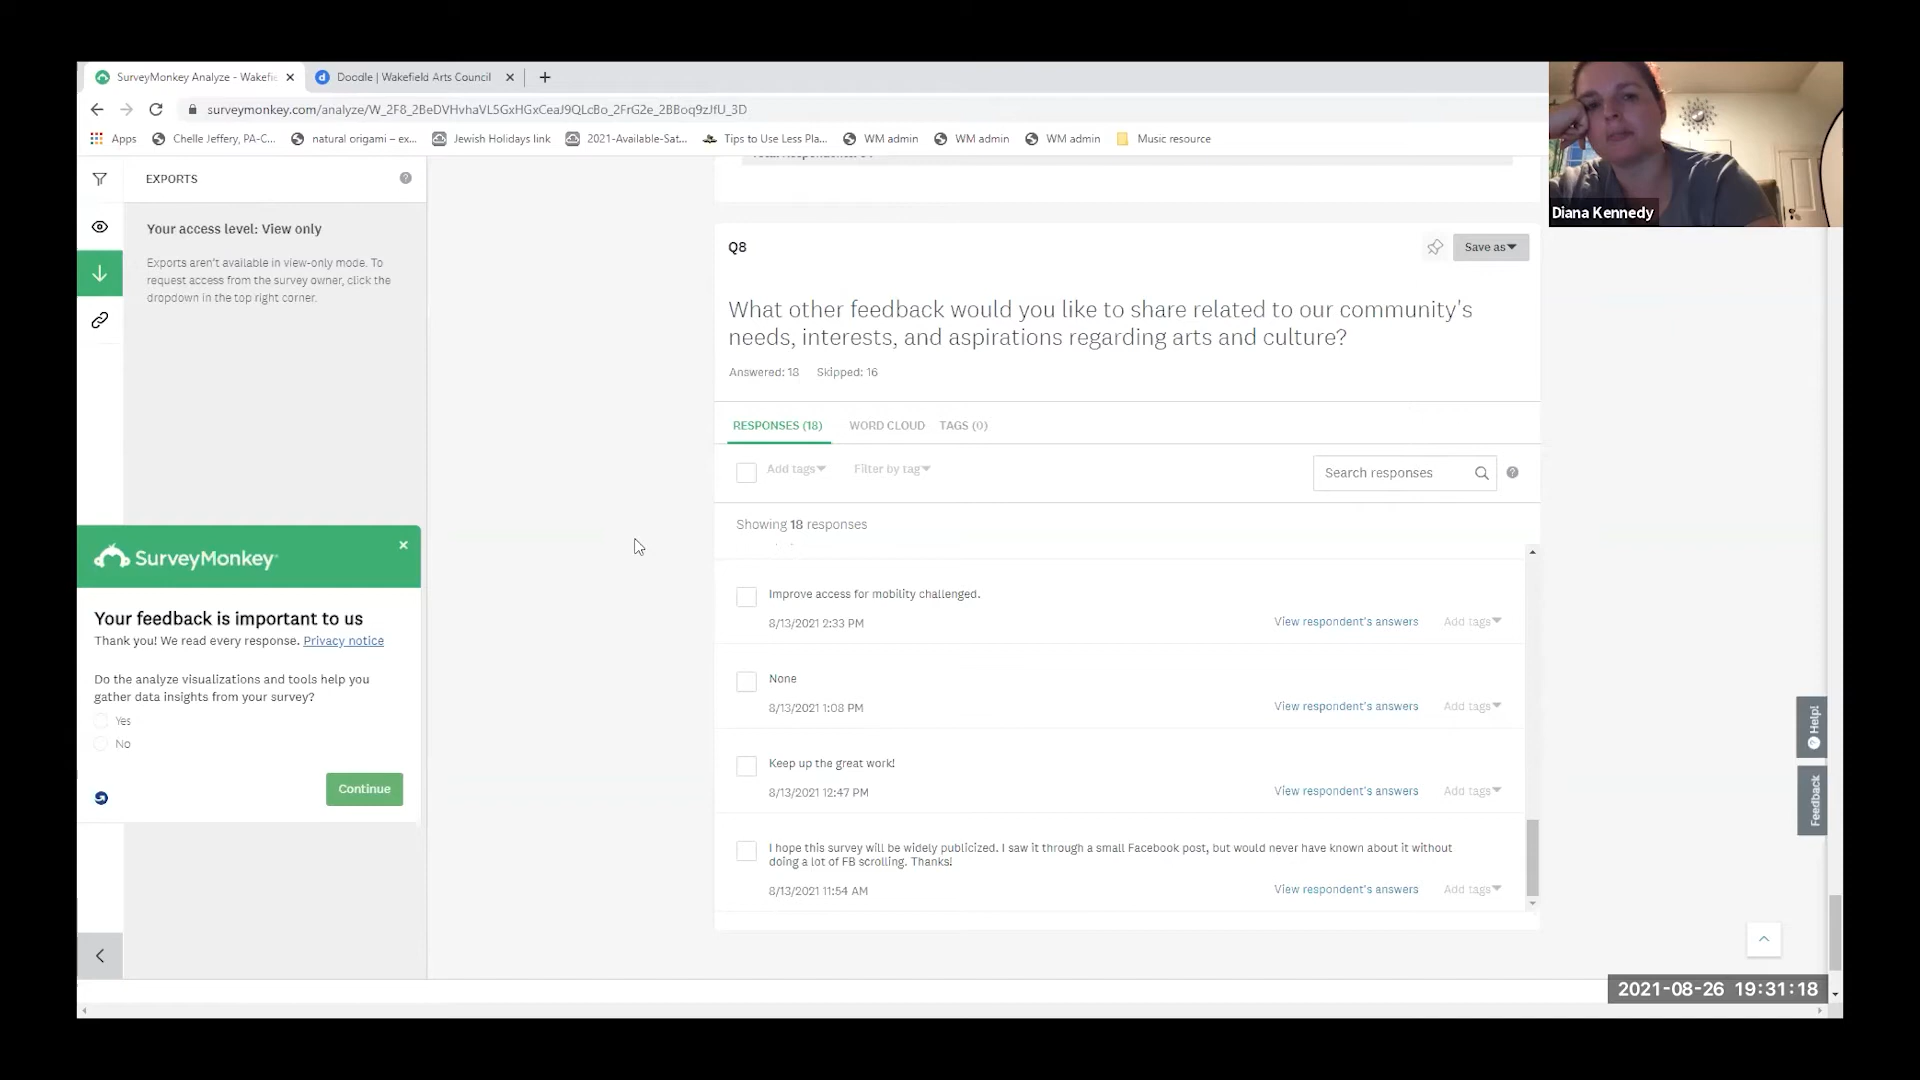 SurveyMonkey Analyze - Wakefie
Doodle | Wakefield Arts Council
surveymonkey.com/analyze/W_2F8_2BeDVHvhaVL5GxHGxCeaJ9QLcBo_2FrG2e_2BBoq9zJfU_3D
Apps
Chelle Jeffery, PA-C...
natural origami – ex...
Jewish Holidays link
2021-Available-Sat...
Tips to Use Less Pla...
WM admin
WM admin
WM admin
Music resource
Diana Kennedy
EXPORTS
Your access level: View only
Exports aren't available in view-only mode. To
request access from the survey owner, click the
dropdown in the top right corner.
Q8
Save as
What other feedback would you like to share related to our community's
needs, interests, and aspirations regarding arts and culture?
Answered: 18 Skipped: 16
RESPONSES (18) WORD CLOUD TAGS (0)
Add tags Filter by tag
Search responses
Showing 18 responses
Improve access for mobility challenged.
8/13/2021 2:33 PM
View respondent's answers Add tags
None
8/13/2021 1:08 PM
View respondent's answers Add tags
Keep up the great work!
8/13/2021 12:47 PM
View respondent's answers Add tags
I hope this survey will be widely publicized. I saw it through a small Facebook post, but would never have known about it without
doing a lot of FB scrolling. Thanks!
8/13/2021 11:54 AM
View respondent's answers Add tags
SurveyMonkey
Your feedback is important to us
Thank you! We read every response. Privacy notice
Do the analyze visualizations and tools help you
gather data insights from your survey?
Yes
No
Continue
Help!
Feedback
2021-08-26 19:31:18